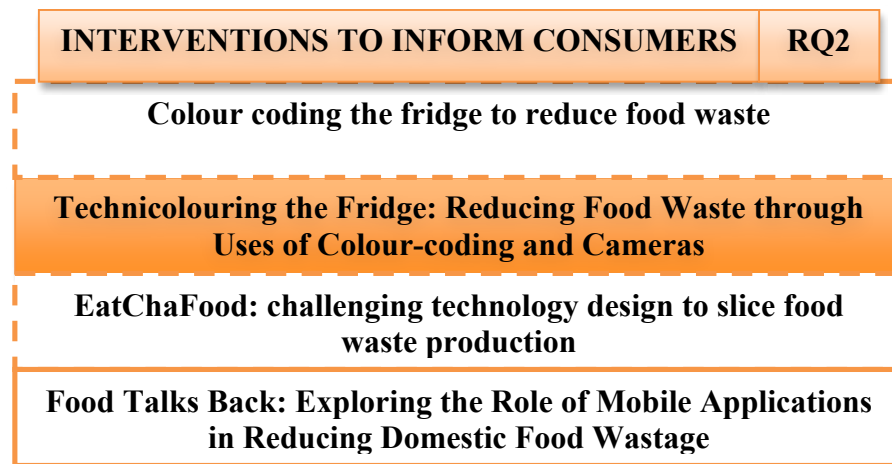 INTERVENTIONS TO INFORM CONSUMERS RQ2
Colour coding the fridge to reduce food waste
Technicolouring the Fridge: Reducing Food Waste through
Uses of Colour-coding and Cameras
EatChaFood: challenging technology design to slice food
waste production
Food Talks Back: Exploring the Role of Mobile Applications
in Reducing Domestic Food Wastage